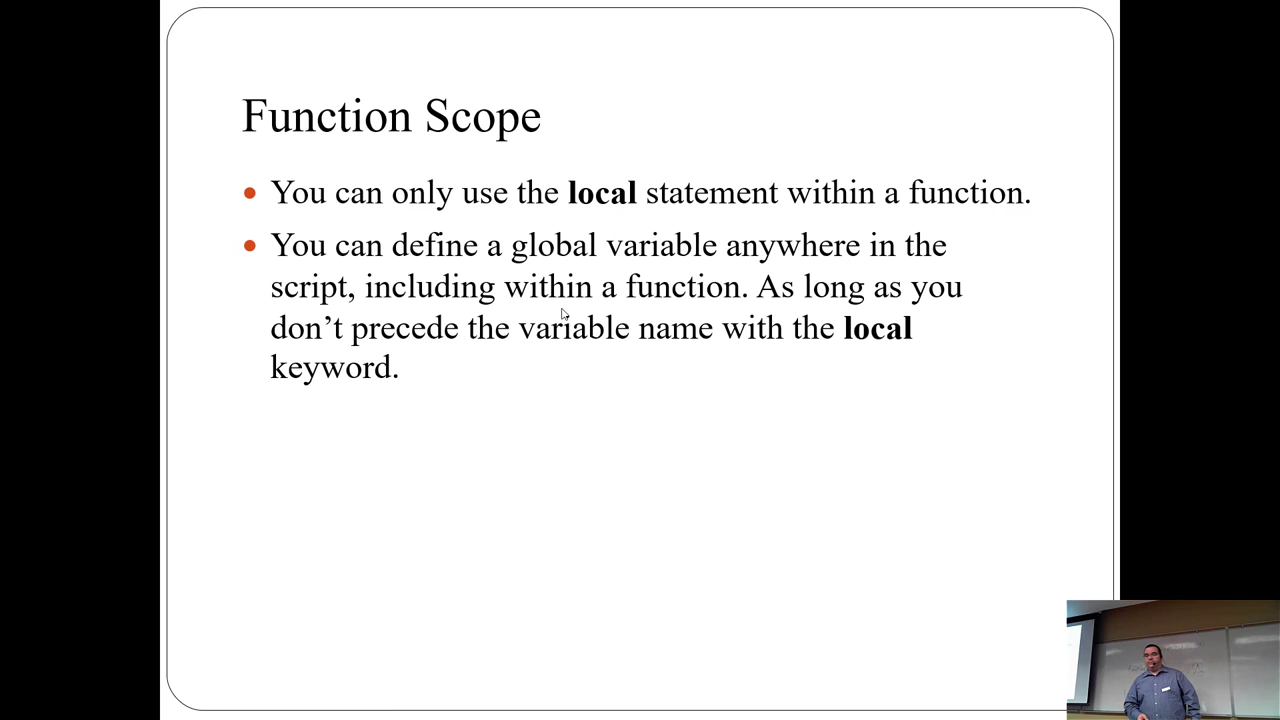 Function Scope
You can only use the local statement within a function.
You can define a global variable anywhere in the
script, including within a function. As long as you
don’t precede the variable name with the local
keyword.